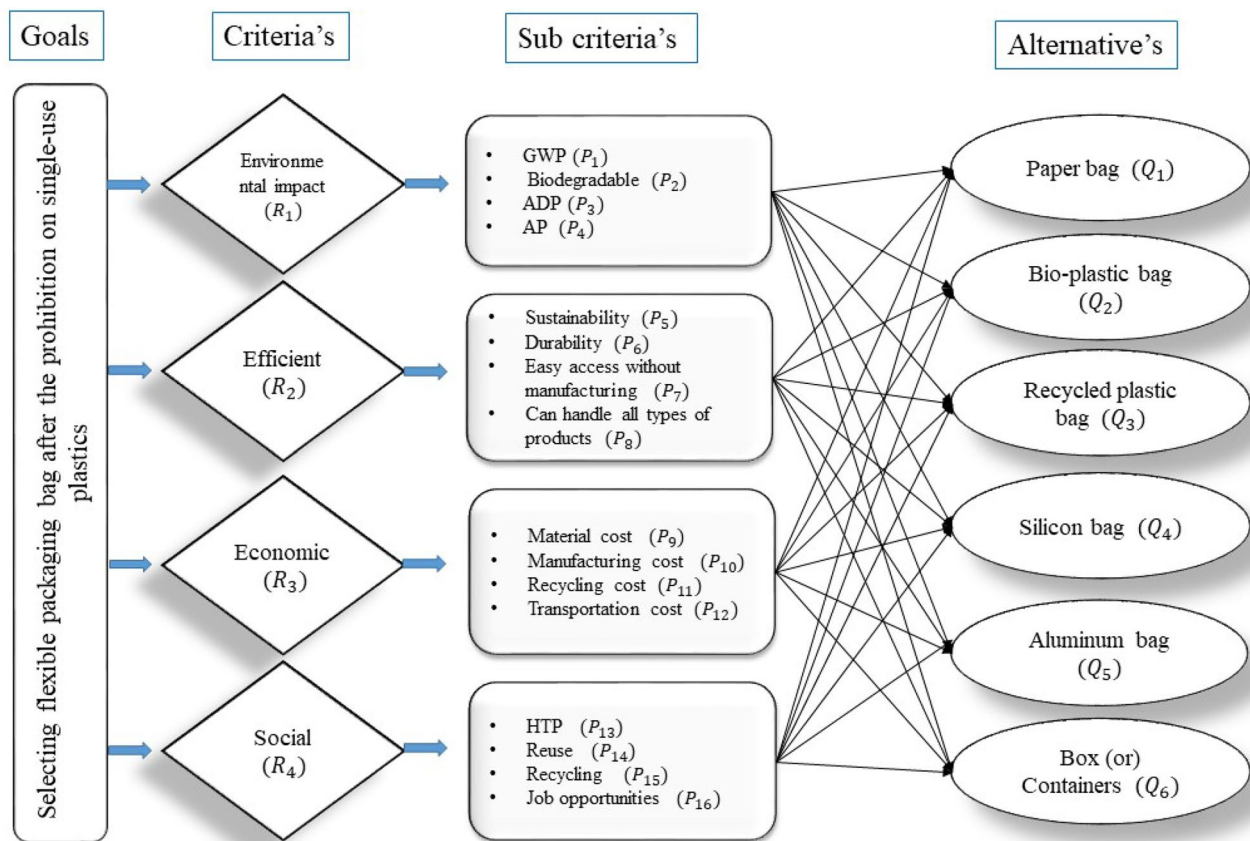 Goals
Criteria's
Sub criteria's
Alternative's
Selecting flexible packaging bag after the prohibition on single-use
plastics
Environme
ntal impact
(R₁)
Efficient
(R₂)
Economic
(R₃)
Social
(R₄)
• GWP (P₁)
• Biodegradable (P₂)
• ADP (P₃)
• AP (P₄)
• Sustainability (P₅)
• Durability (P₆)
• Easy access without
manufacturing (P₇)
• Can handle all types of
products (P₈)
• Material cost (P₉)
• Manufacturing cost (P₁₀)
• Recycling cost (P₁₁)
• Transportation cost (P₁₂)
• HTP (P₁₃)
• Reuse (P₁₄)
• Recycling (P₁₅)
• Job opportunities (P₁₆)
Paper bag (Q₁)
Bio-plastic bag
(Q₂)
Recycled plastic
bag (Q₃)
Silicon bag (Q₄)
Aluminum bag
(Q₅)
Box (or)
Containers (Q₆)